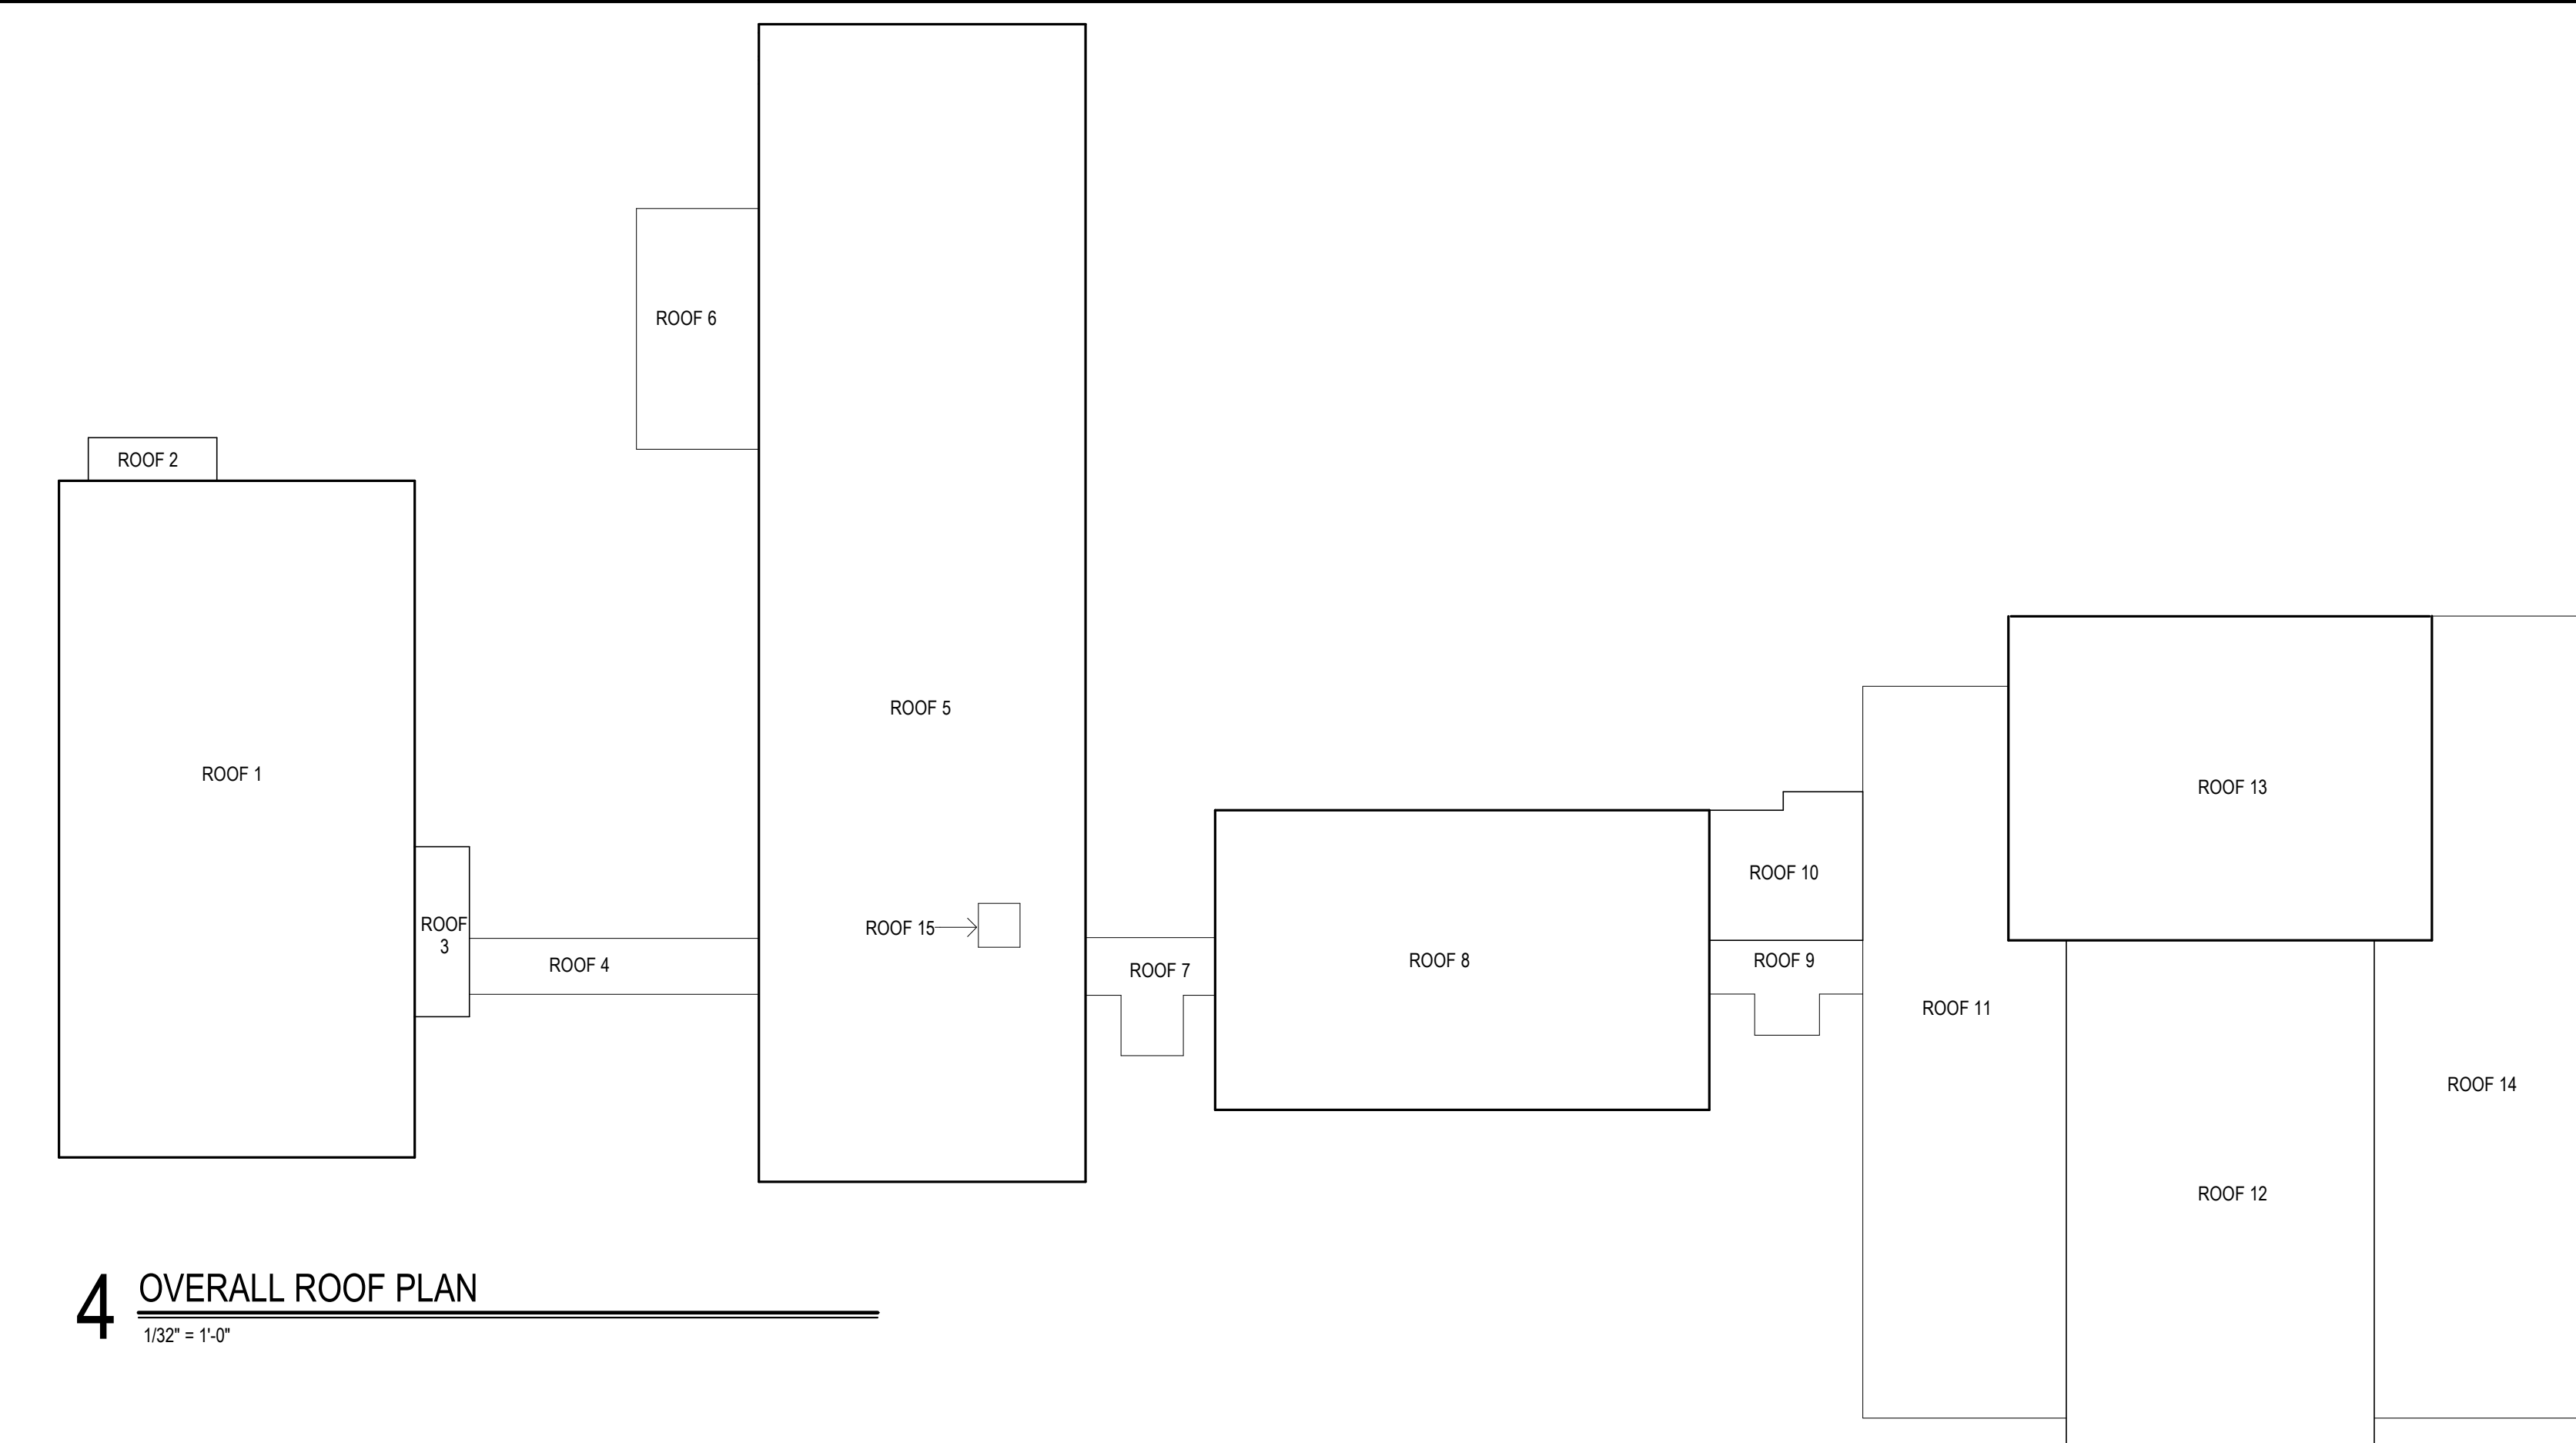 ROOF 6
ROOF 2
ROOF 5
ROOF 1
ROOF 13
ROOF 10
ROOF
3
ROOF 15
ROOF 4
ROOF 7
ROOF 8
ROOF 9
ROOF 11
ROOF 14
ROOF 12
4 OVERALL ROOF PLAN
1/32" = 1'-0"